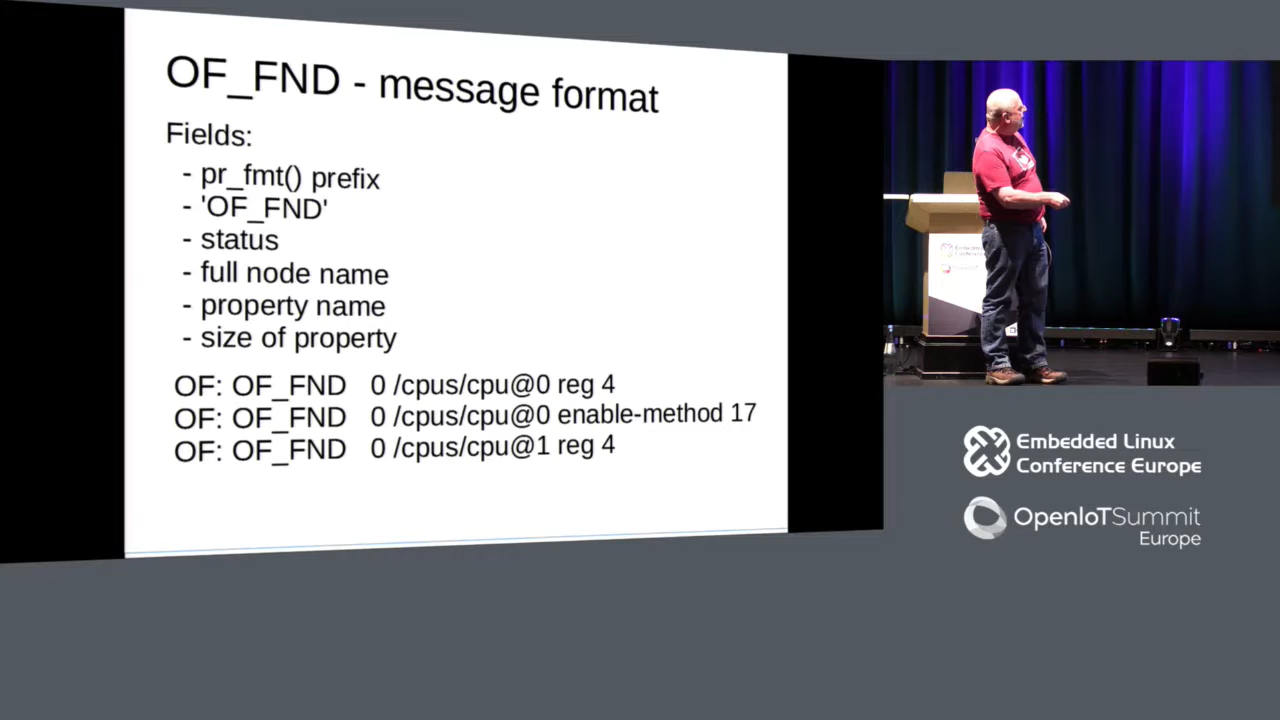 OF_FND - message format
Fields:
- pr_fmt() prefix
- 'OF_FND'
- status
- full node name
- property name
- size of property
OF: OF_FND 0 /cpus/cpu@0 reg 4
OF: OF_FND 0 /cpus/cpu@0 enable-method 17
OF: OF_FND 0 /cpus/cpu@1 reg 4
Embedded Linux
Conference Europe
OpenIoTSummit
Europe